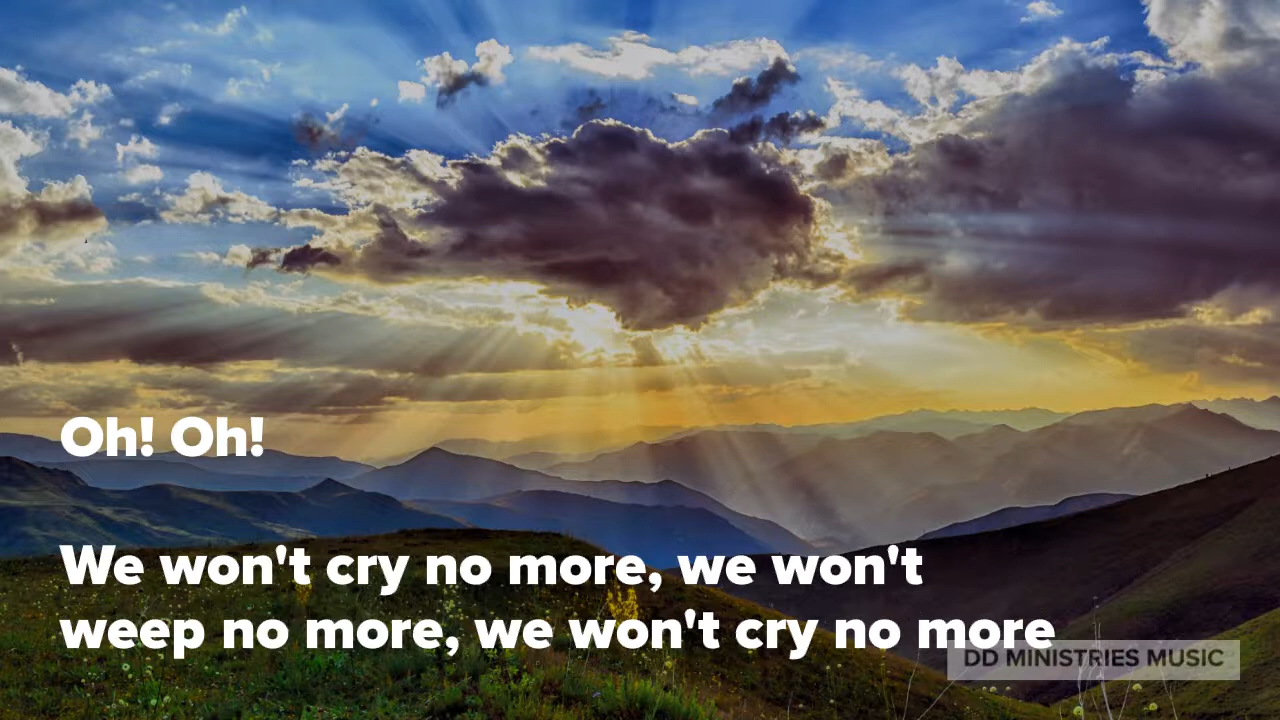 Oh! Oh!
We won't cry no more, we won't
weep no more, we won't cry no more
DD MINISTRIES MUSIC